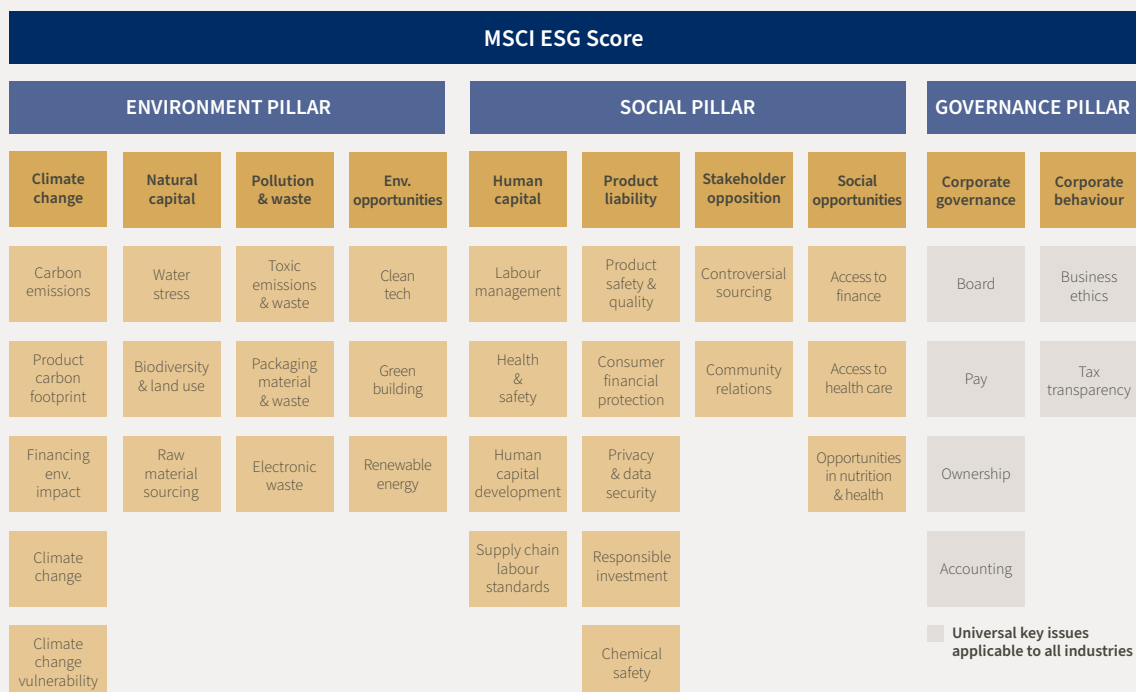 MSCI ESG Score
ENVIRONMENT PILLAR
SOCIAL PILLAR
GOVERNANCE PILLAR
Climate
change
Natural
capital
Pollution
& waste
Env.
opportunities
Human
capital
Product
liability
Stakeholder
opposition
Social
opportunities
Corporate
governance
Corporate
behaviour
Carbon
emissions
Water
stress
Toxic
emissions
& waste
Clean
tech
Labour
management
Product
safety &
quality
Controversial
sourcing
Access to
finance
Board
Business
ethics
Product
carbon
footprint
Biodiversity
& land use
Packaging
material
& waste
Green
building
Health
&
safety
Consumer
financial
protection
Community
relations
Access to
health care
Pay
Tax
transparency
Financing
env.
impact
Raw
material
sourcing
Electronic
waste
Renewable
energy
Human
capital
development
Privacy
& data
security
Opportunities
in nutrition
& health
Ownership
Climate
change
Supply chain
labour
standards
Responsible
investment
Accounting
Climate
change
vulnerability
Chemical
safety
Universal key issues
applicable to all industries